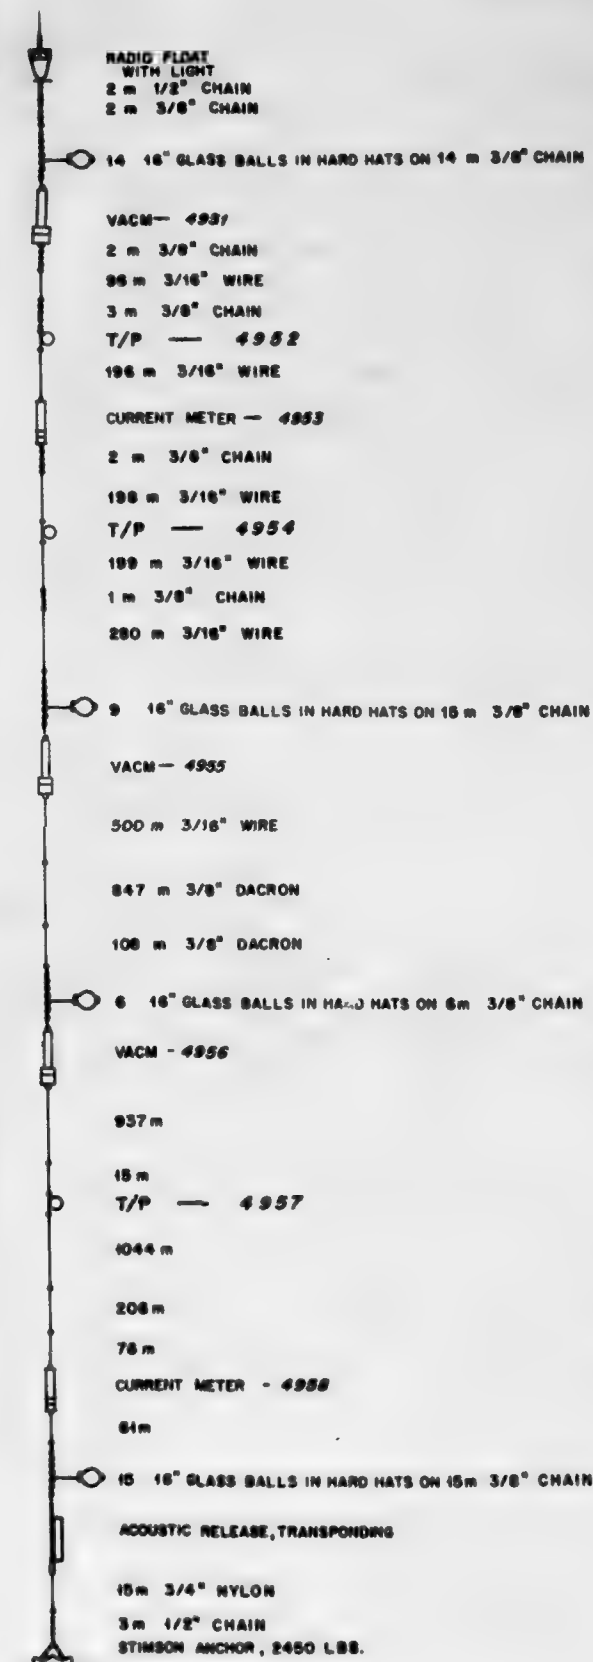 RADIO FLOAT
WITH LIGHT
2 m 1/2" CHAIN
2 m 3/8" CHAIN
14 16" GLASS BALLS IN HARD HATS ON 14 m 3/8" CHAIN
VACM — 4951
2 m 3/8" CHAIN
96 m 3/16" WIRE
3 m 3/8" CHAIN
T/P — 4952
196 m 3/16" WIRE
CURRENT METER — 4953
2 m 3/8" CHAIN
198 m 3/16" WIRE
T/P — 4954
199 m 3/16" WIRE
1 m 3/8" CHAIN
280 m 3/16" WIRE
9 16" GLASS BALLS IN HARD HATS ON 15 m 3/8" CHAIN
VACM — 4955
500 m 3/16" WIRE
847 m 3/8" DACRON
108 m 3/8" DACRON
6 16" GLASS BALLS IN HARD HATS ON 6m 3/8" CHAIN
VACM - 4956
937 m
15 m
T/P — 4957
1044 m
206 m
76 m
CURRENT METER - 4958
61m
15 16" GLASS BALLS IN HARD HATS ON 15m 3/8" CHAIN
ACOUSTIC RELEASE, TRANSPONDING
15m 3/4" NYLON
3m 1/2" CHAIN
STIMSON ANCHOR, 2450 LBS.